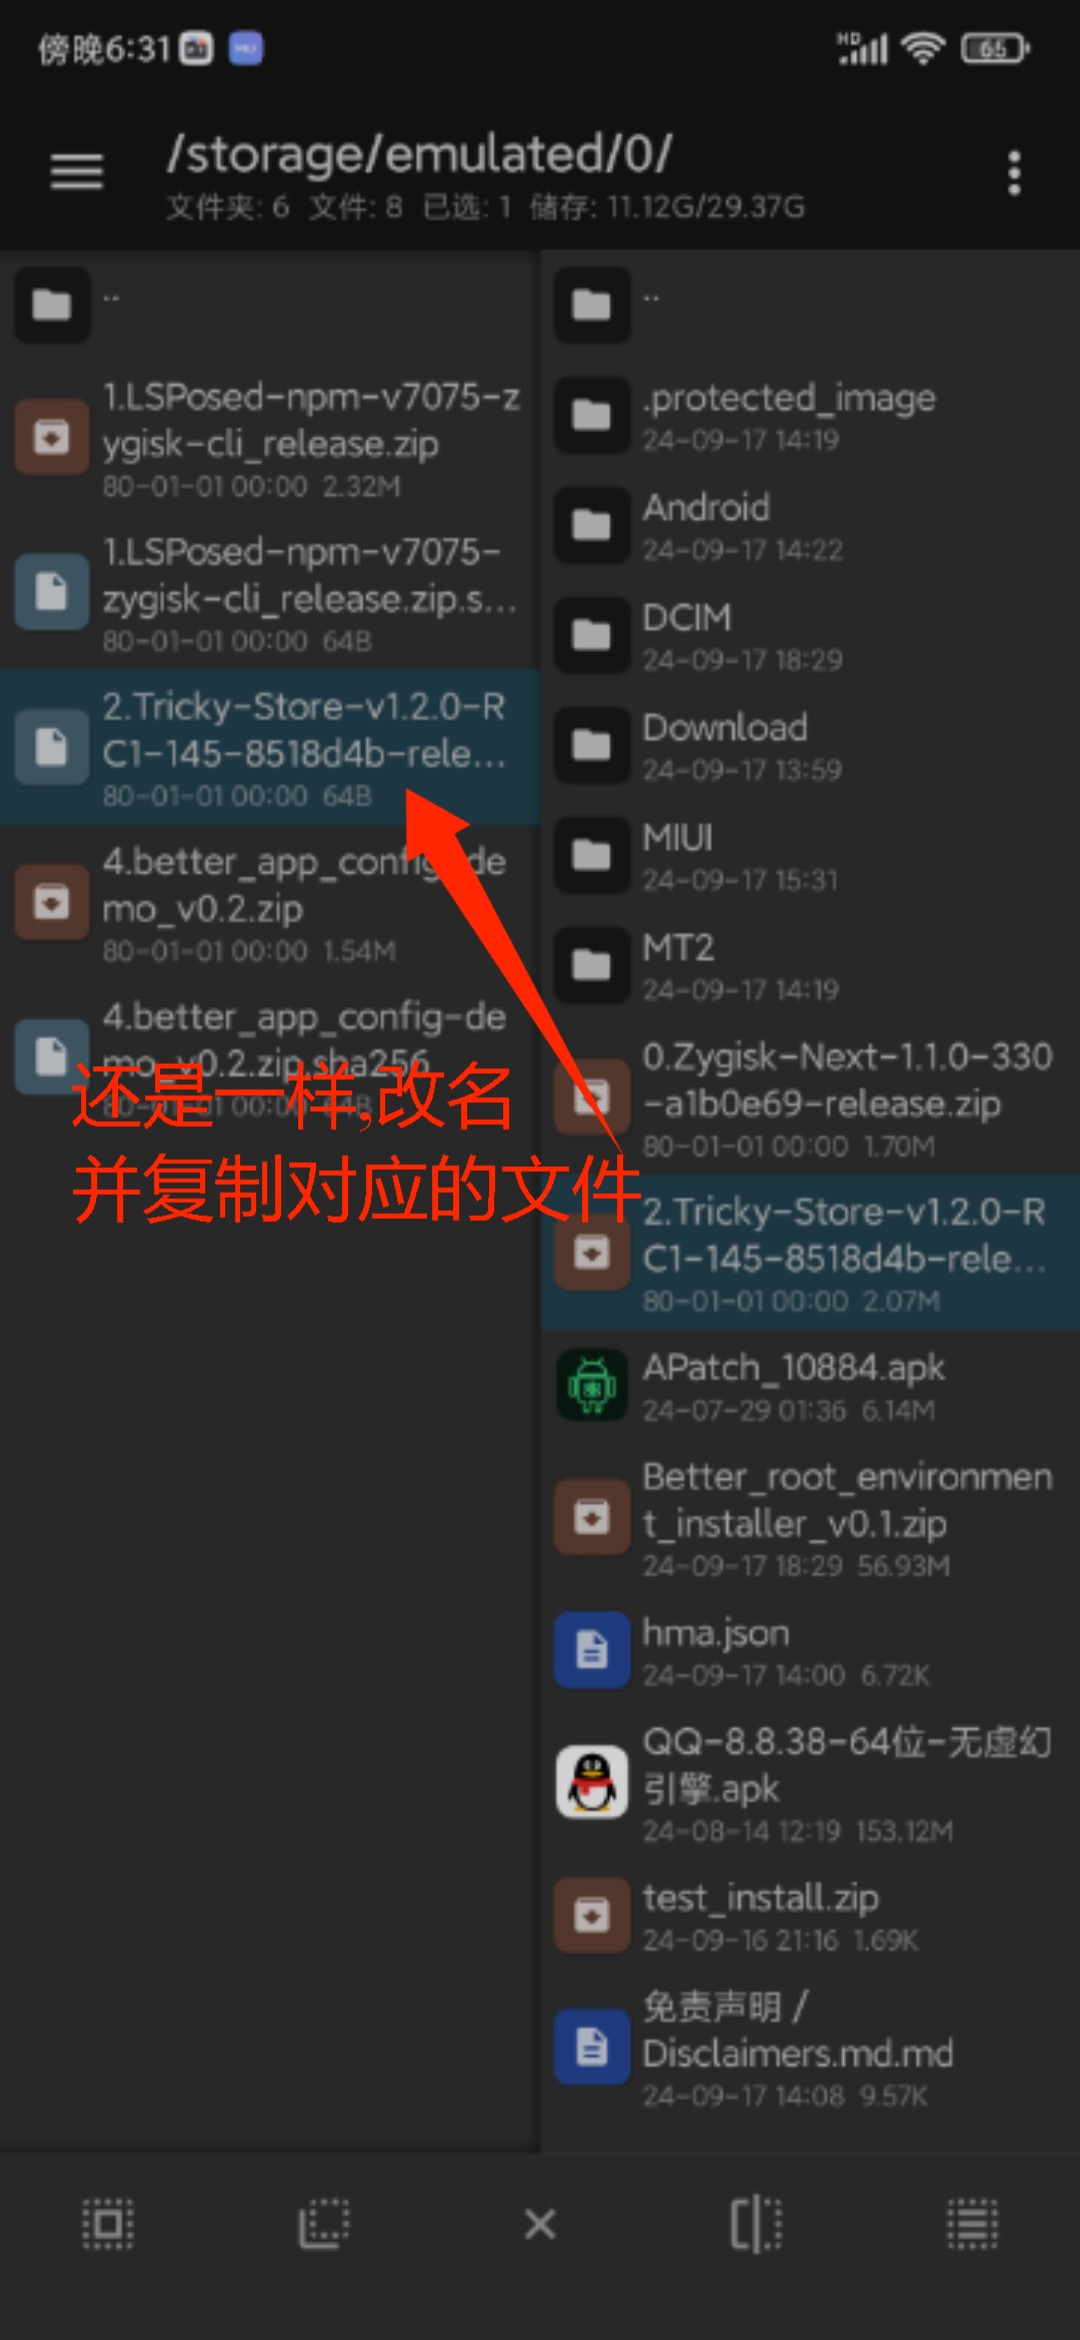 傍晚6:31
HD
65
/storage/emulated/0/
文件夹: 6  文件: 8  已选: 1  储存: 11.12G/29.37G
..
1.LSPosed-npm-v7075-z
ygisk-cli_release.zip
80-01-01 00:00  2.32M
1.LSPosed-npm-v7075-
zygisk-cli_release.zip.s...
80-01-01 00:00  64B
2.Tricky-Store-v1.2.0-R
C1-145-8518d4b-rele...
80-01-01 00:00  64B
4.better_app_config-de
mo_v0.2.zip
80-01-01 00:00  1.54M
4.better_app_config-de
mo_v0.2.zip.sha256
80-01-01 00:00  64B
还是一样,改名
并复制对应的文件
..
.protected_image
24-09-17 14:19
Android
24-09-17 14:22
DCIM
24-09-17 18:29
Download
24-09-17 13:59
MIUI
24-09-17 15:31
MT2
24-09-17 14:19
0.Zygisk-Next-1.1.0-330
-a1b0e69-release.zip
80-01-01 00:00  1.70M
2.Tricky-Store-v1.2.0-R
C1-145-8518d4b-rele...
80-01-01 00:00  2.07M
APatch_10884.apk
24-07-29 01:36  6.14M
Better_root_environmen
t_installer_v0.1.zip
24-09-17 18:29  56.93M
hma.json
24-09-17 14:00  6.72K
QQ-8.8.38-64位-无虚幻
引擎.apk
24-08-14 12:19  153.12M
test_install.zip
24-09-16 21:16  1.69K
免责声明 /
Disclaimers.md.md
24-09-17 14:08  9.57K